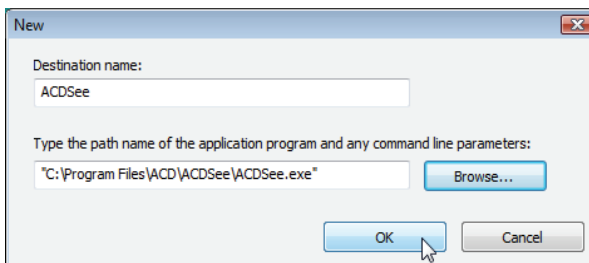 New
Destination name:
ACDSee
Type the path name of the application program and any command line parameters:
"C:\Program Files\ACD\ACDSee\ACDSee.exe"
Browse...
OK
Cancel